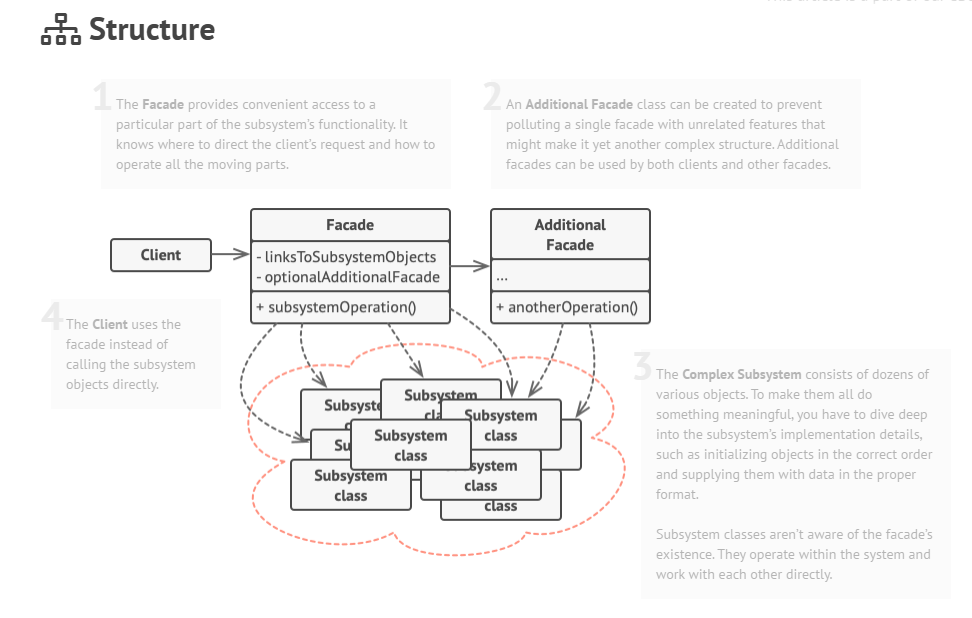 Structure
1
The Facade provides convenient access to a
particular part of the subsystem's functionality. It
knows where to direct the client's request and how to
operate all the moving parts.
2
An Additional Facade class can be created to prevent
polluting a single facade with unrelated features that
might make it yet another complex structure. Additional
facades can be used by both clients and other facades.
Client
Facade
- linksToSubsystemObjects
- optionalAdditionalFacade
+ subsystemOperation()
Additional
Facade
...
+ anotherOperation()
4
The Client uses the
facade instead of
calling the subsystem
objects directly.
Subsystem
class
Subsystem
class
Subsystem
class
Subsystem
class
class
3
The Complex Subsystem consists of dozens of
various objects. To make them all do
something meaningful, you have to dive deep
into the subsystem's implementation details,
such as initializing objects in the correct order
and supplying them with data in the proper
format.
Subsystem classes aren't aware of the facade's
existence. They operate within the system and
work with each other directly.